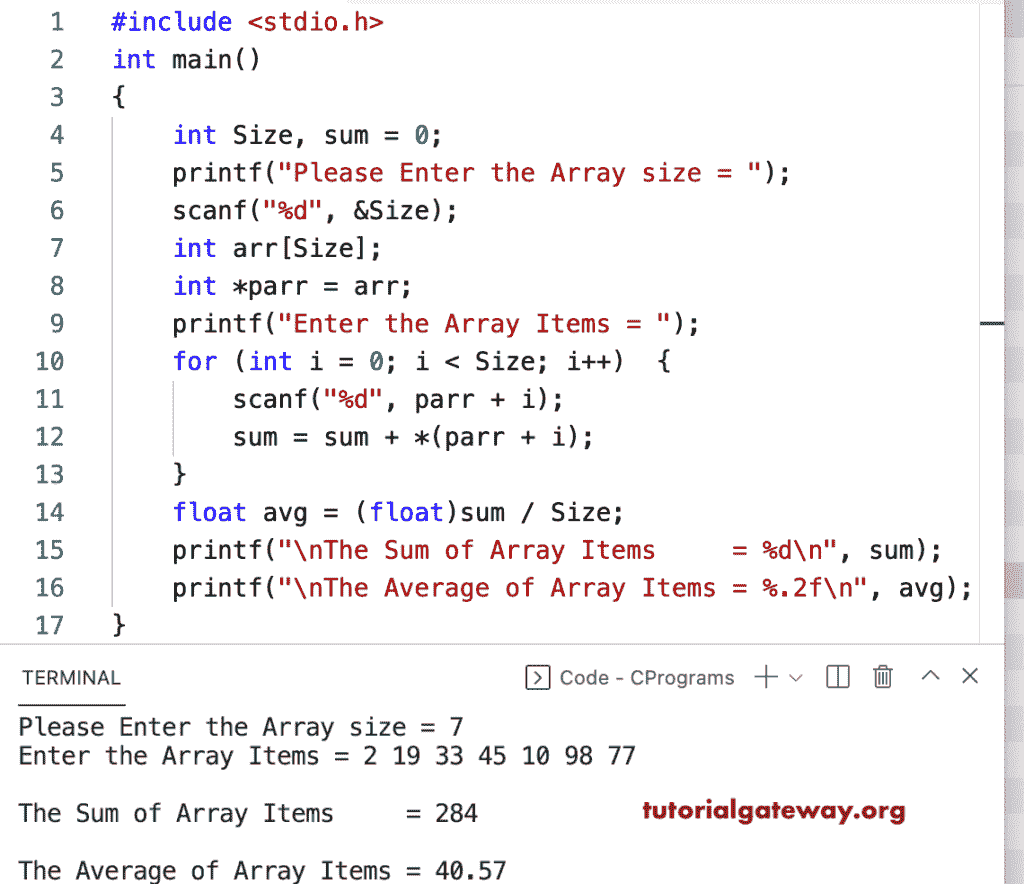 1 #include <stdio.h>
2 int main()
3 {
4     int Size, sum = 0;
5     printf("Please Enter the Array size = ");
6     scanf("%d", &Size);
7     int arr[Size];
8     int *parr = arr;
9     printf("Enter the Array Items = ");
10     for (int i = 0; i < Size; i++)  {
11         scanf("%d", parr + i);
12         sum = sum + *(parr + i);
13     }
14     float avg = (float)sum / Size;
15     printf("\nThe Sum of Array Items     = %d\n", sum);
16     printf("\nThe Average of Array Items = %.2f\n", avg);
17 }
TERMINAL Code - CPrograms
Please Enter the Array size = 7
Enter the Array Items = 2 19 33 45 10 98 77
The Sum of Array Items     = 284
tutorialgateway.org
The Average of Array Items = 40.57